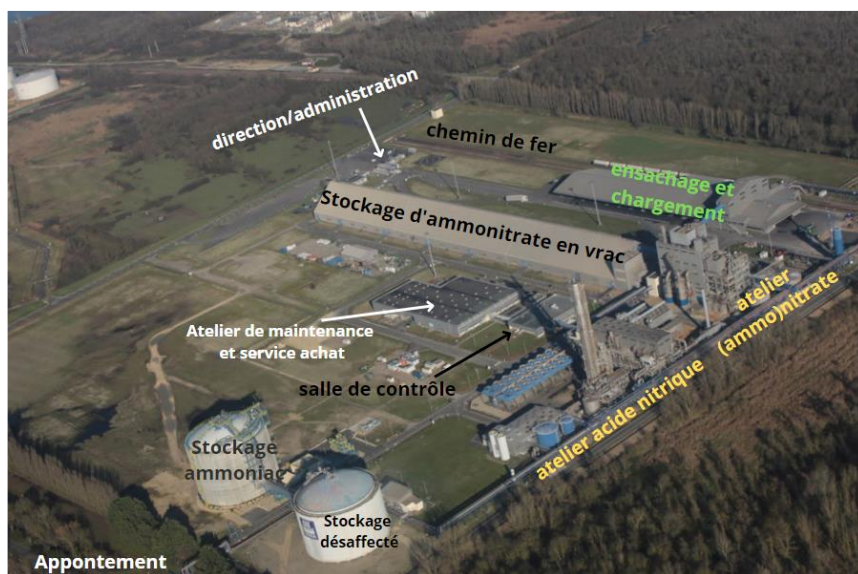 direction/administration
chemin de fer
ensachage et
chargement
Stockage d'ammonitrate en vrac
atelier
(ammo)nitrate
Atelier de maintenance
et service achat
salle de contrôle
atelier acide nitrique
Stockage
ammoniac
Stockage
désaffecté
Appontement